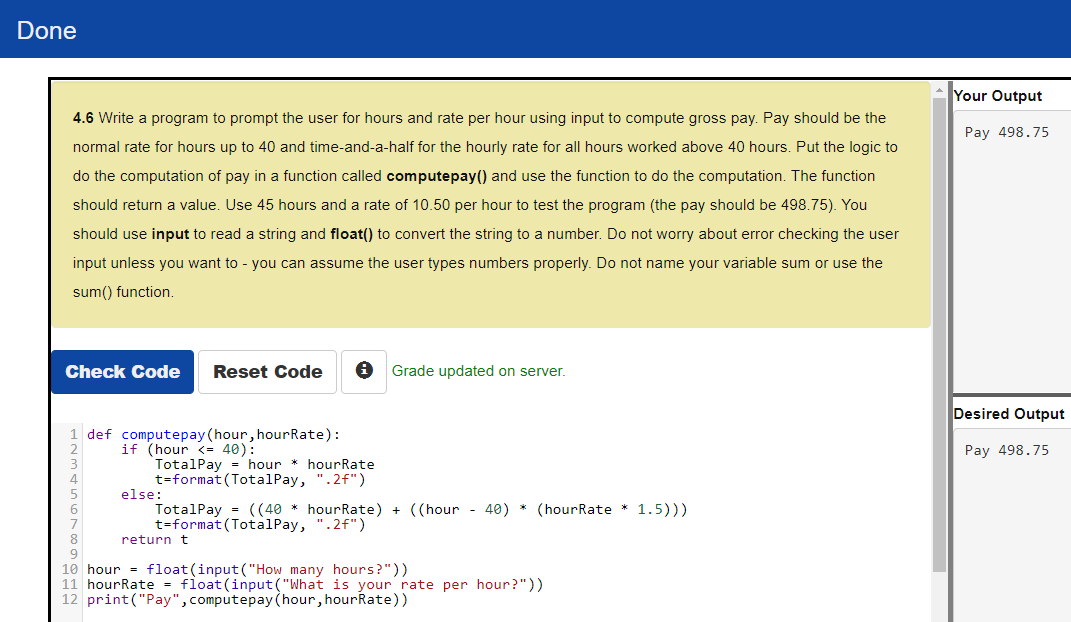 Done
4.6 Write a program to prompt the user for hours and rate per hour using input to compute gross pay. Pay should be the
normal rate for hours up to 40 and time-and-a-half for the hourly rate for all hours worked above 40 hours. Put the logic to
do the computation of pay in a function called computepay() and use the function to do the computation. The function
should return a value. Use 45 hours and a rate of 10.50 per hour to test the program (the pay should be 498.75). You
should use input to read a string and float() to convert the string to a number. Do not worry about error checking the user
input unless you want to - you can assume the user types numbers properly. Do not name your variable sum or use the
sum() function.
Check Code Reset Code Grade updated on server.
1 def computepay(hour,hourRate):
2     if (hour <= 40):
3         TotalPay = hour * hourRate
4         t=format(TotalPay, ".2f")
5     else:
6         TotalPay = ((40 * hourRate) + ((hour - 40) * (hourRate * 1.5)))
7         t=format(TotalPay, ".2f")
8     return t
9
10 hour = float(input("How many hours?"))
11 hourRate = float(input("What is your rate per hour?"))
12 print("Pay",computepay(hour,hourRate))
Your Output
Pay 498.75
Desired Output
Pay 498.75